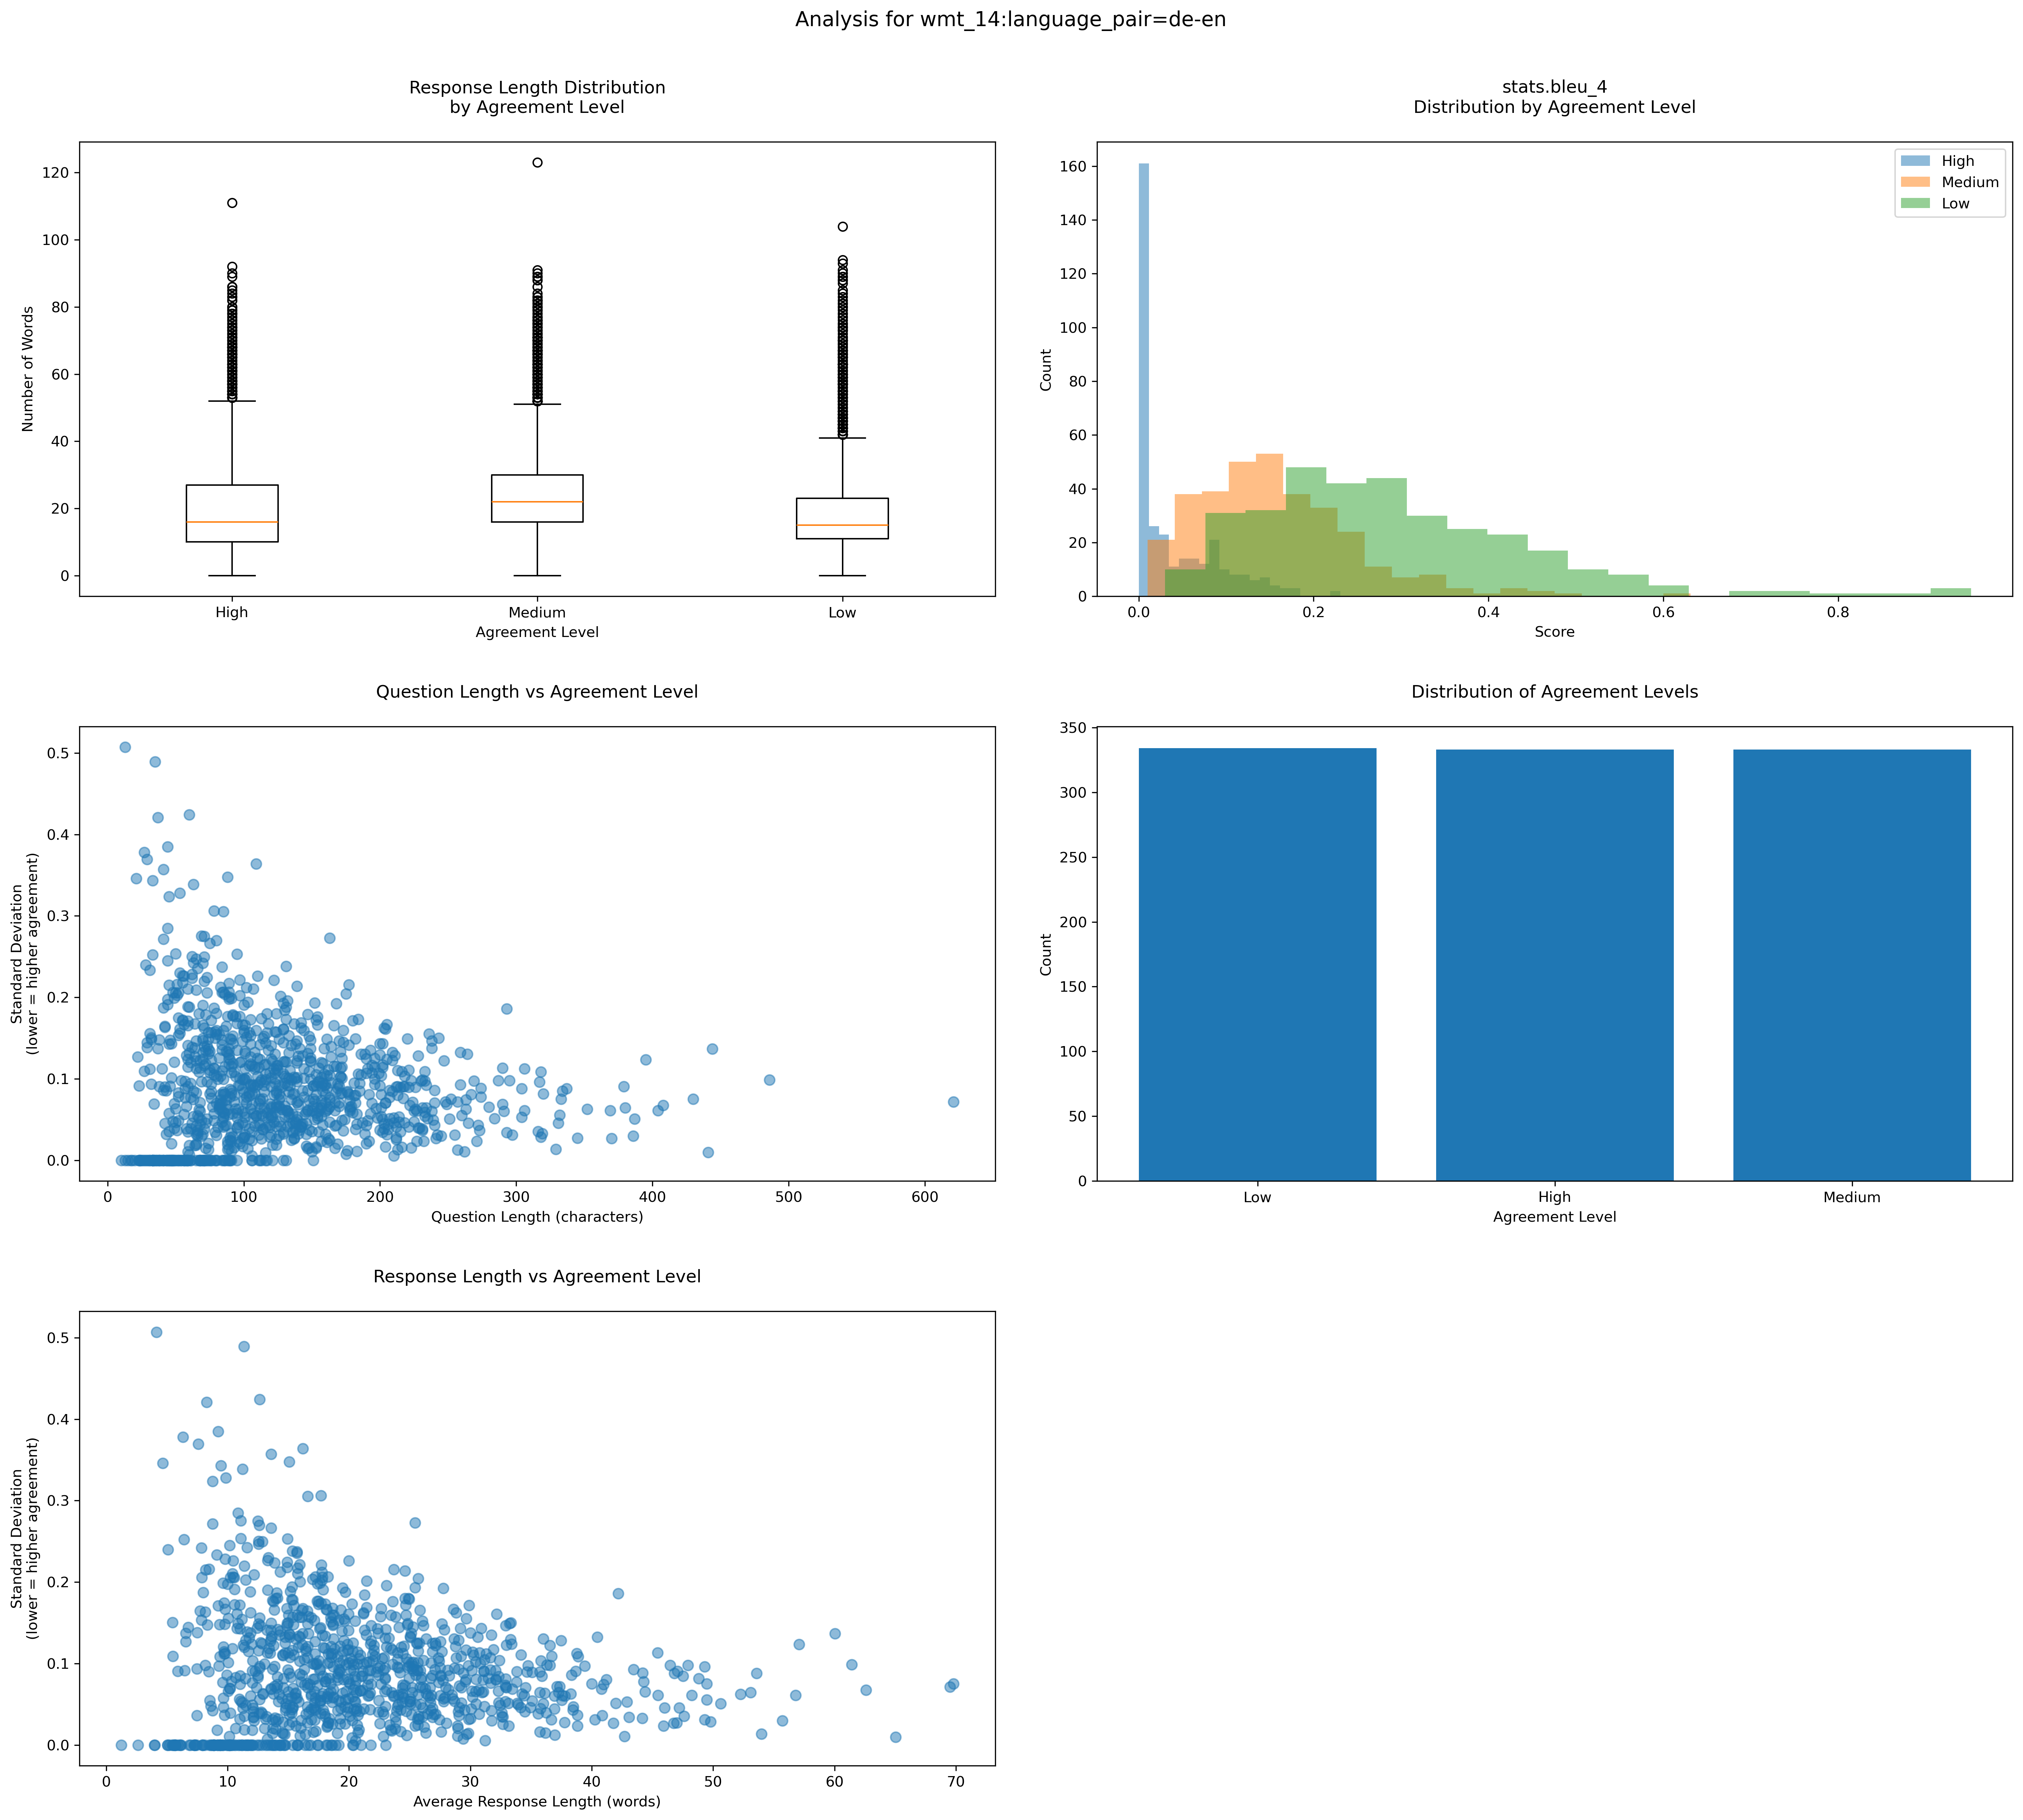 Analysis for wmt_14:language_pair=de-en
Response Length Distribution
by Agreement Level
Number of Words
120
100
80
60
40
20
0
High
Medium
Low
Agreement Level
stats.bleu_4
Distribution by Agreement Level
Count
160
140
120
100
80
60
40
20
0
0.0
0.2
0.4
0.6
0.8
Score
High
Medium
Low
Question Length vs Agreement Level
Standard Deviation
(lower = higher agreement)
0.5
0.4
0.3
0.2
0.1
0.0
0
100
200
300
400
500
600
Question Length (characters)
Distribution of Agreement Levels
Count
350
300
250
200
150
100
50
0
Low
High
Medium
Agreement Level
Response Length vs Agreement Level
Standard Deviation
(lower = higher agreement)
0.5
0.4
0.3
0.2
0.1
0.0
0
10
20
30
40
50
60
70
Average Response Length (words)